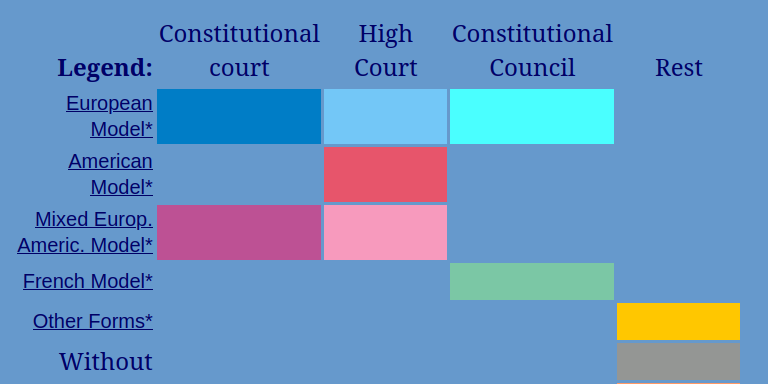 Constitutional High Constitutional
Legend: court Court Council Rest
European
Model*
American
Model*
Mixed Europ.
Americ. Model*
French Model*
Other Forms*
Without